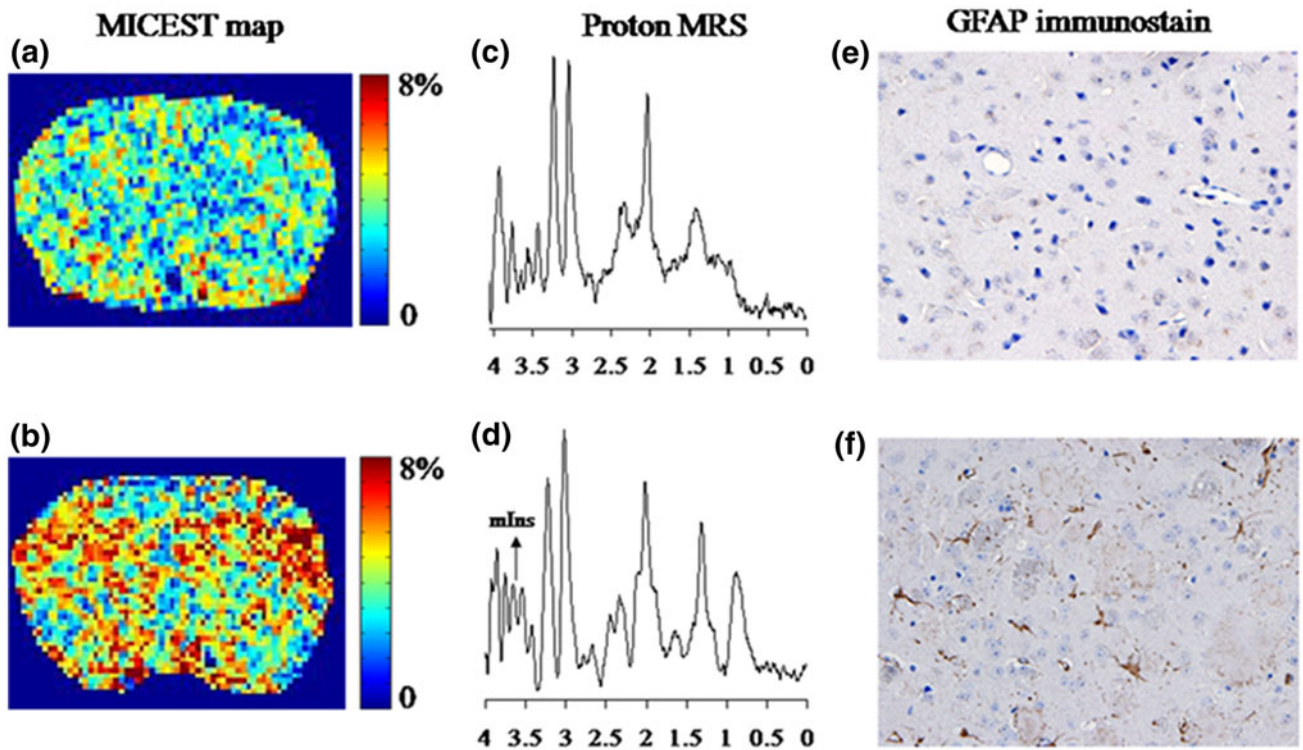 MICEST map
Proton MRS
GFAP immunostain
(a)
8%
0
(c)
4 3.5 3 2.5 2 1.5 1 0.5 0
(e)
(b)
8%
0
(d)
mIns
4 3.5 3 2.5 2 1.5 1 0.5 0
(f)